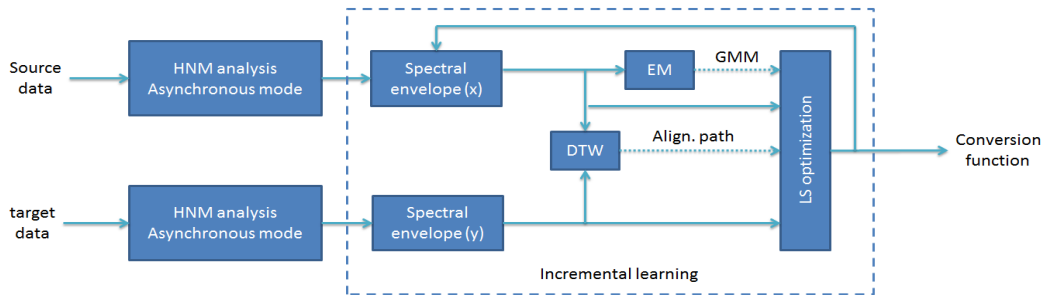 Source
data
HNM analysis
Asynchronous mode
Spectral
envelope (x)
EM
GMM
DTW
Align. path
LS optimization
Conversion
function
target
data
HNM analysis
Asynchronous mode
Spectral
envelope (y)
Incremental learning